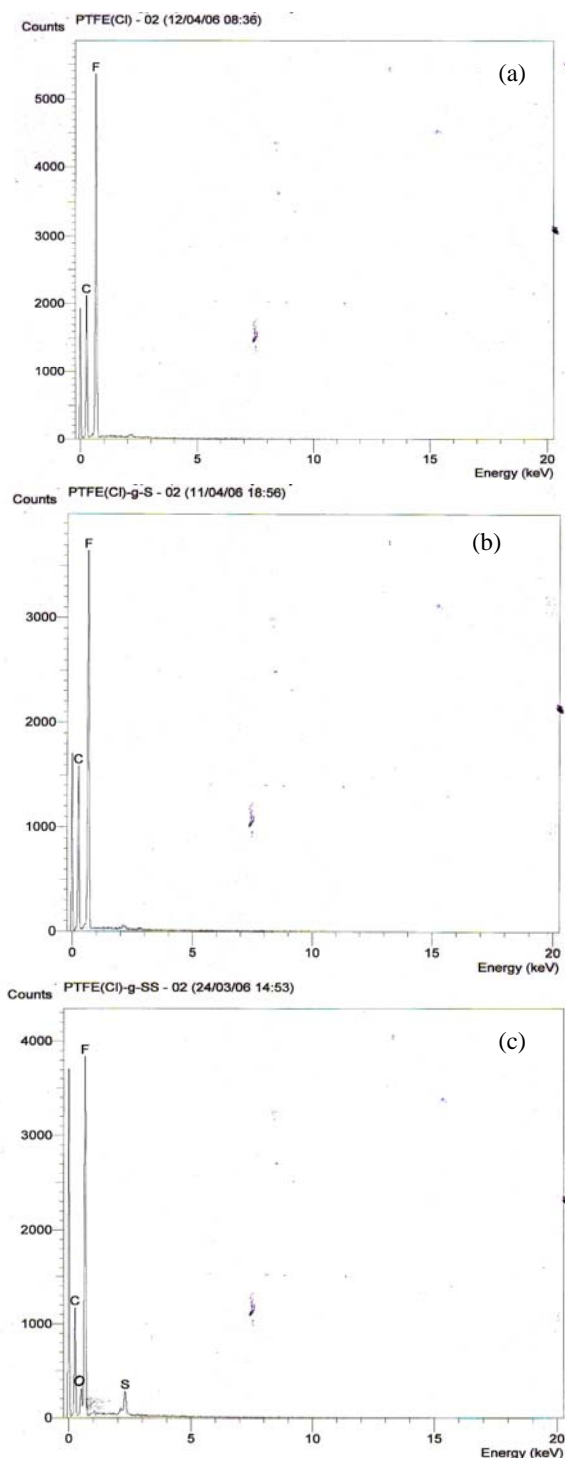 Counts PTFE(Cl) - 02 (12/04/06 08:36)
(a)
F
5000
4000
3000
C
2000
1000
0
0 5 10 15 20
Energy (keV)
Counts PTFE(Cl)-g-S - 02 (11/04/06 18:56)
(b)
F
3000
2000
C
1000
0
0 5 10 15 20
Energy (keV)
Counts PTFE(Cl)-g-SS - 02 (24/03/06 14:53)
(c)
F
4000
3000
2000
C
1000
O S
0
0 5 10 15 20
Energy (keV)